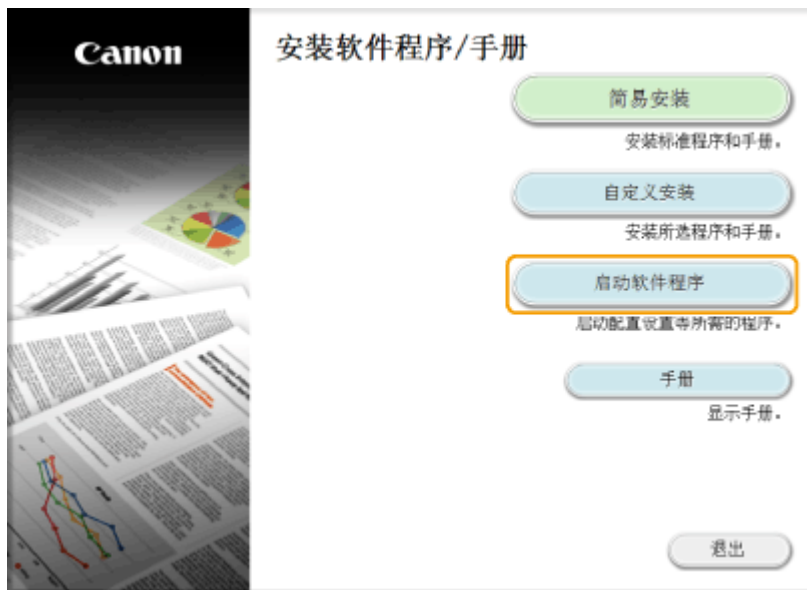 Canon
安装软件程序/手册
简易安装
安装标准程序和手册。
自定义安装
安装所选程序和手册。
启动软件程序
启动配置设置等所需的程序。
手册
显示手册。
退出